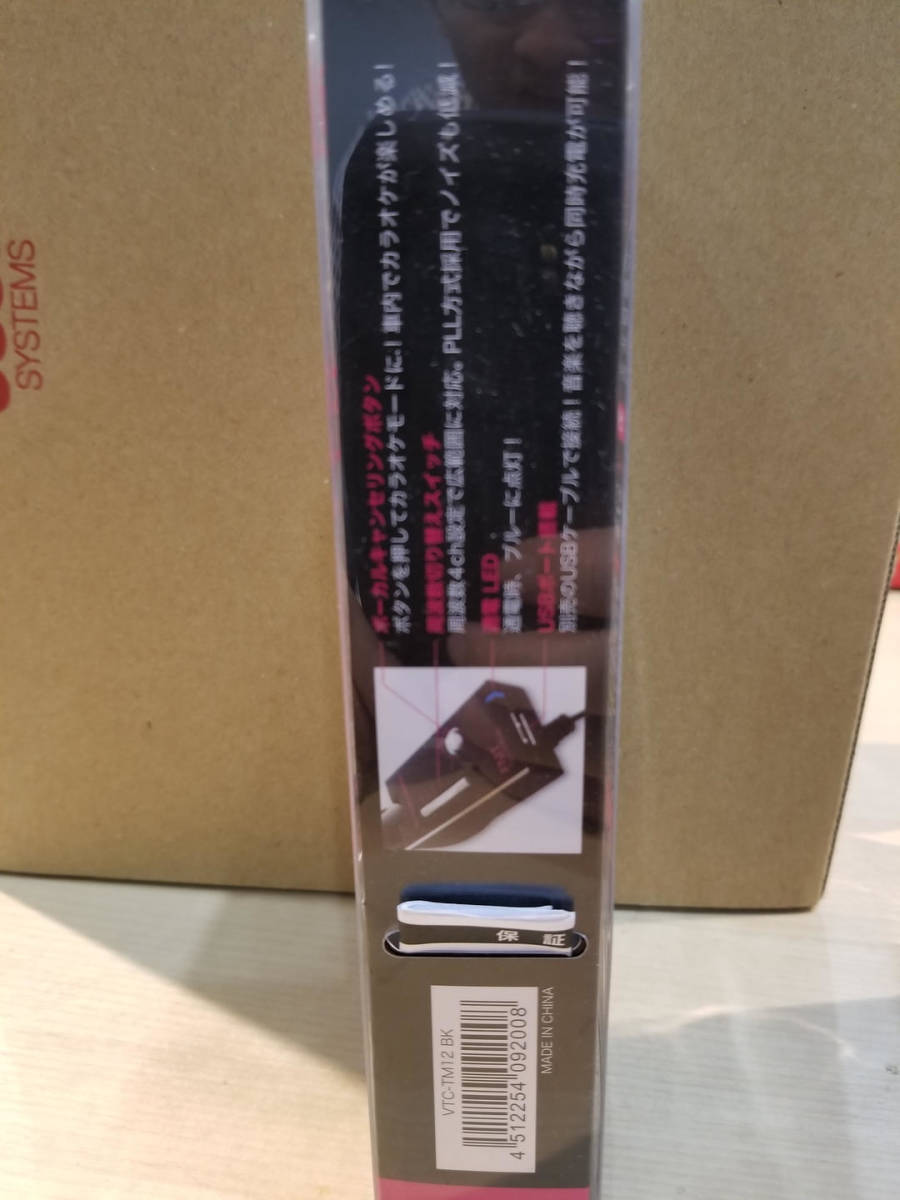 SYSTEMS
ボーカルキャンセリングボタン
ボタンを押してカラオケモードに!車内でカラオケが楽しめる!
周波数切り替えスイッチ
周波数4ch設定で広範囲に対応。PLL方式採用でノイズも低減!
通電 LED
通電時、ブルーに点灯!
USBポート搭載
別売のUSBケーブルで接続!音楽を聴きながら同時充電が可能!
保 証
VTC-TM12 BK
4 512254 092008
MADE IN CHINA